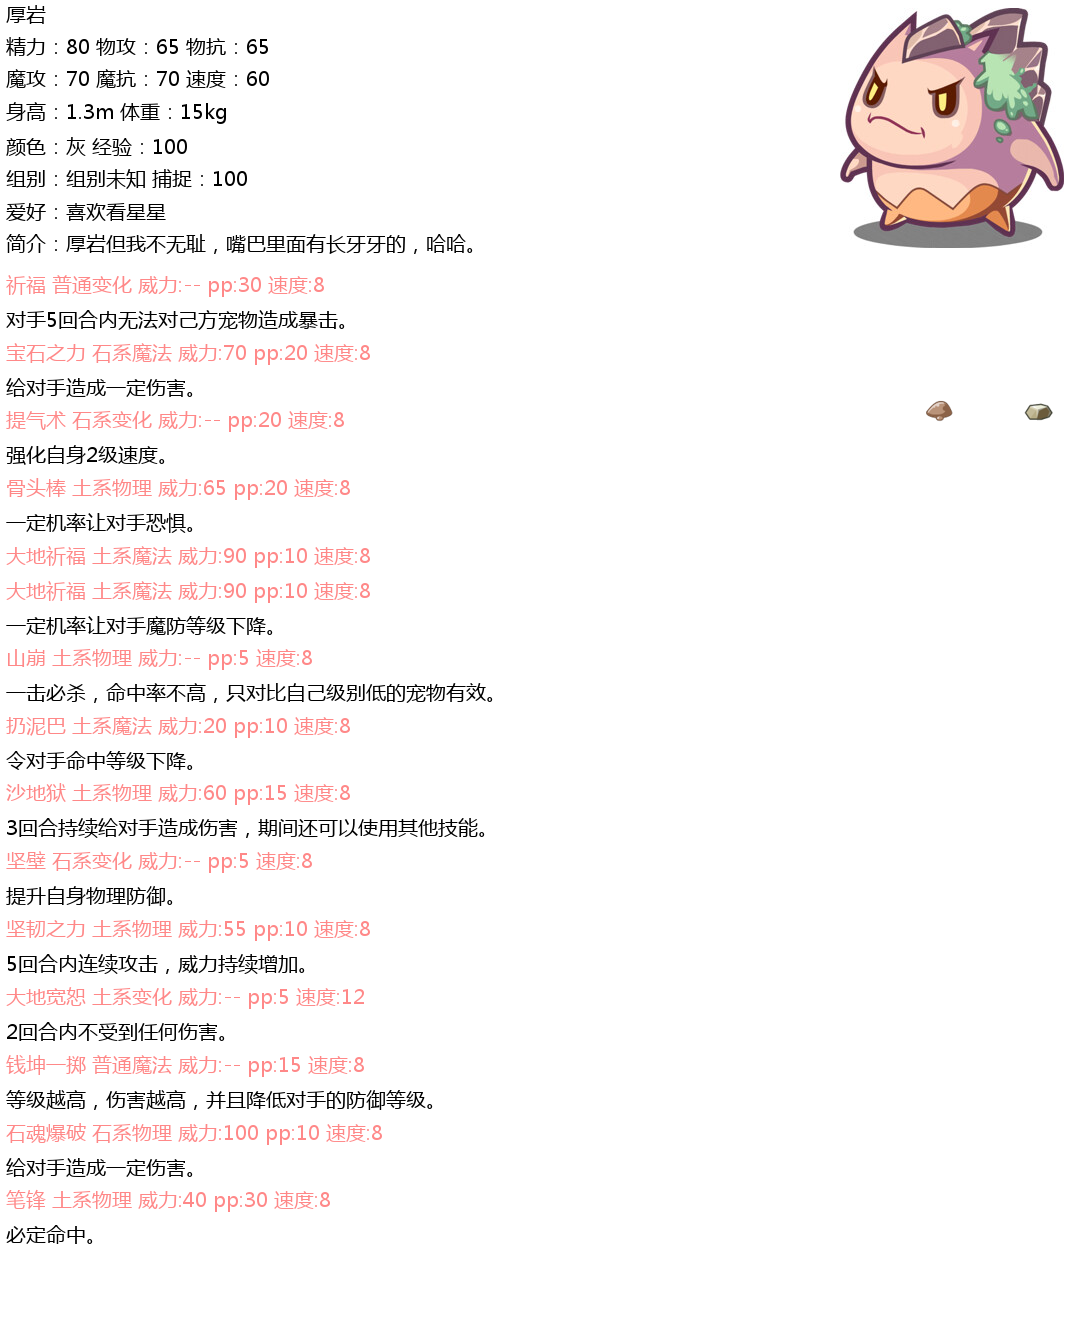 厚岩
精力：80 物攻：65 物抗：65
魔攻：70 魔抗：70 速度：60
身高：1.3m 体重：15kg
颜色：灰 经验：100
组别：组别未知 捕捉：100
爱好：喜欢看星星
简介：厚岩但我不无耻，嘴巴里面有长牙牙的，哈哈。
祈福 普通变化 威力:-- pp:30 速度:8
对手5回合内无法对己方宠物造成暴击。
宝石之力 石系魔法 威力:70 pp:20 速度:8
给对手造成一定伤害。
提气术 石系变化 威力:-- pp:20 速度:8
强化自身2级速度。
骨头棒 土系物理 威力:65 pp:20 速度:8
一定机率让对手恐惧。
大地祈福 土系魔法 威力:90 pp:10 速度:8
大地祈福 土系魔法 威力:90 pp:10 速度:8
一定机率让对手魔防等级下降。
山崩 土系物理 威力:-- pp:5 速度:8
一击必杀，命中率不高，只对比自己级别低的宠物有效。
扔泥巴 土系魔法 威力:20 pp:10 速度:8
令对手命中等级下降。
沙地狱 土系物理 威力:60 pp:15 速度:8
3回合持续给对手造成伤害，期间还可以使用其他技能。
坚壁 石系变化 威力:-- pp:5 速度:8
提升自身物理防御。
坚韧之力 土系物理 威力:55 pp:10 速度:8
5回合内连续攻击，威力持续增加。
大地宽恕 土系变化 威力:-- pp:5 速度:12
2回合内不受到任何伤害。
钱坤一掷 普通魔法 威力:-- pp:15 速度:8
等级越高，伤害越高，并且降低对手的防御等级。
石魂爆破 石系物理 威力:100 pp:10 速度:8
给对手造成一定伤害。
笔锋 土系物理 威力:40 pp:30 速度:8
必定命中。